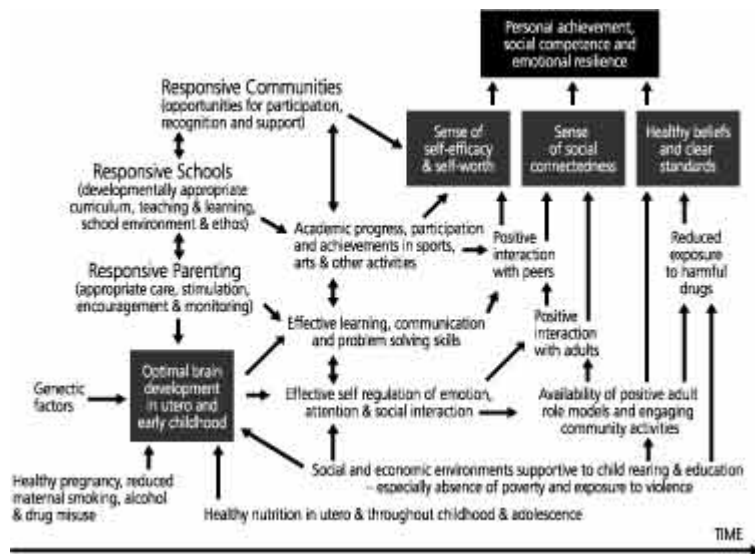 Personal achievement,
social competence and
emotional resilience
Responsive Communities
(opportunities for participation,
recognition and support)
Sense of
self-efficacy
& self-worth
Sense
of social
connectedness
Healthy beliefs
and clear
standards
Responsive Schools
(developmentally appropriate
curriculum, teaching & learning,
school environment & ethos)
Academic progress, participation
and achievements in sports,
arts & other activities
Positive
interaction
with peers
Reduced
exposure
to harmful
drugs
Responsive Parenting
(appropriate care, stimulation,
encouragement & monitoring)
Effective learning, communication
and problem solving skills
Positive
interaction
with adults
Optimal brain
development
in utero and
early childhood
Genectic
factors
Effective self regulation of emotion,
attention & social interaction
Availability of positive adult
role models and engaging
community activities
Social and economic environments supportive to child rearing & education
– especially absence of poverty and exposure to violence
Healthy pregnancy, reduced
maternal smoking, alcohol
& drug misuse
Healthy nutrition in utero & throughout childhood & adolescence
TIME